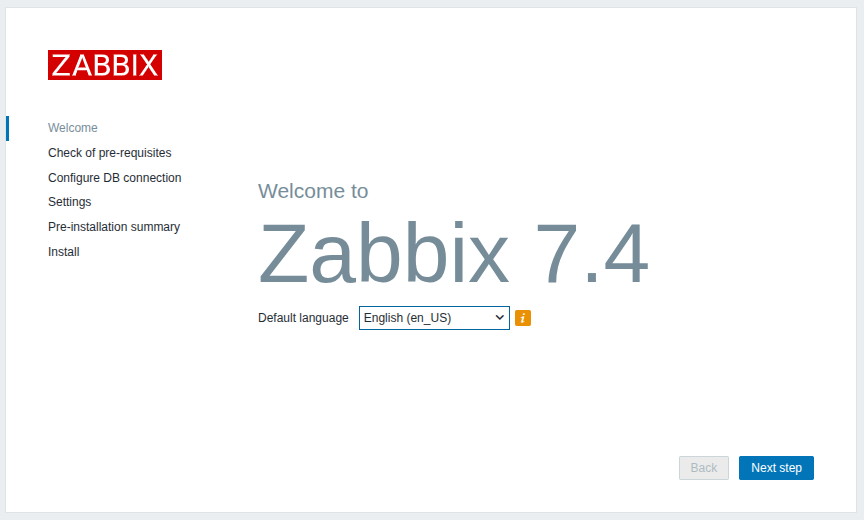 ZABBIX
Welcome
Check of pre-requisites
Configure DB connection
Settings
Pre-installation summary
Install
Welcome to
Zabbix 7.4
Default language English (en_US) i
Back Next step